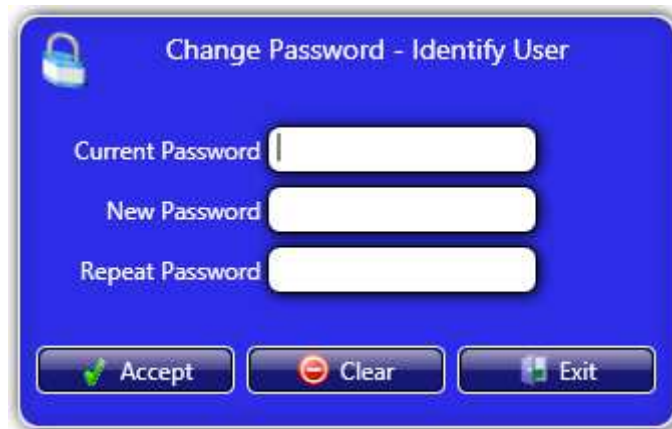 Change Password - Identify User
Current Password
New Password
Repeat Password
Accept Clear Exit